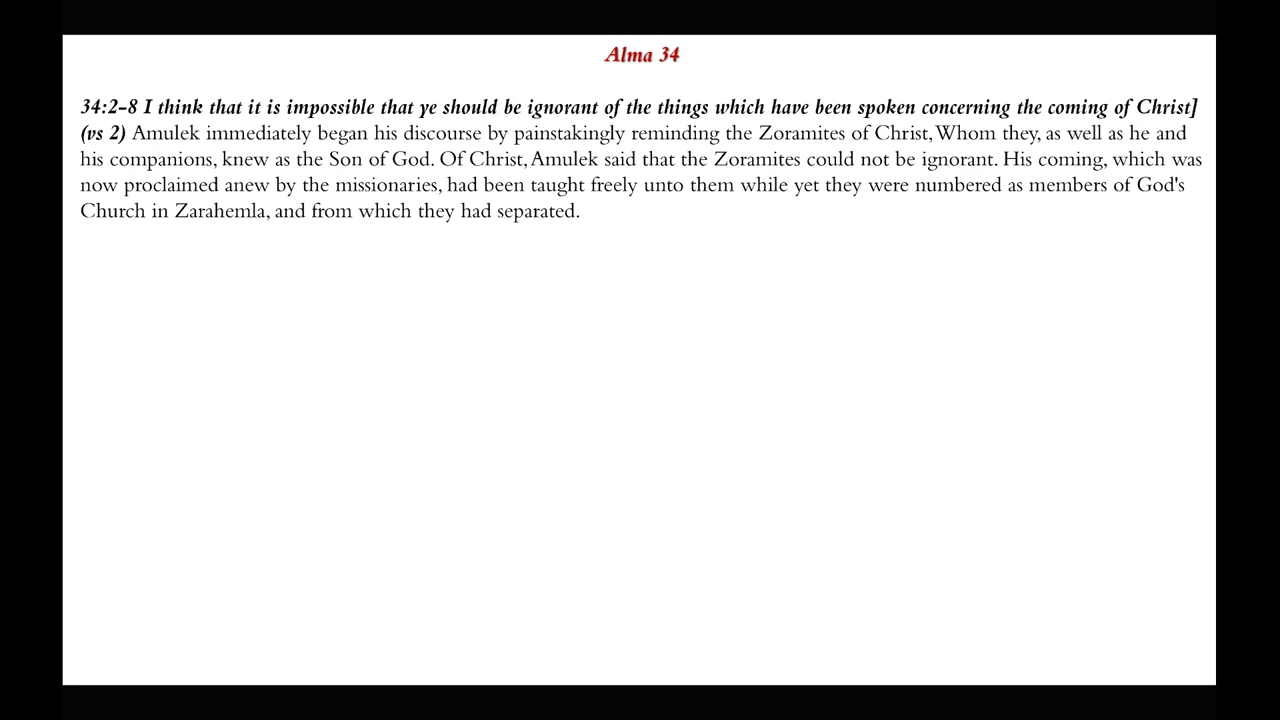 Alma 34
34:2-8 I think that it is impossible that ye should be ignorant of the things which have been spoken concerning the coming of Christ]
(vs 2) Amulek immediately began his discourse by painstakingly reminding the Zoramites of Christ, Whom they, as well as he and
his companions, knew as the Son of God. Of Christ, Amulek said that the Zoramites could not be ignorant. His coming, which was
now proclaimed anew by the missionaries, had been taught freely unto them while yet they were numbered as members of God's
Church in Zarahemla, and from which they had separated.